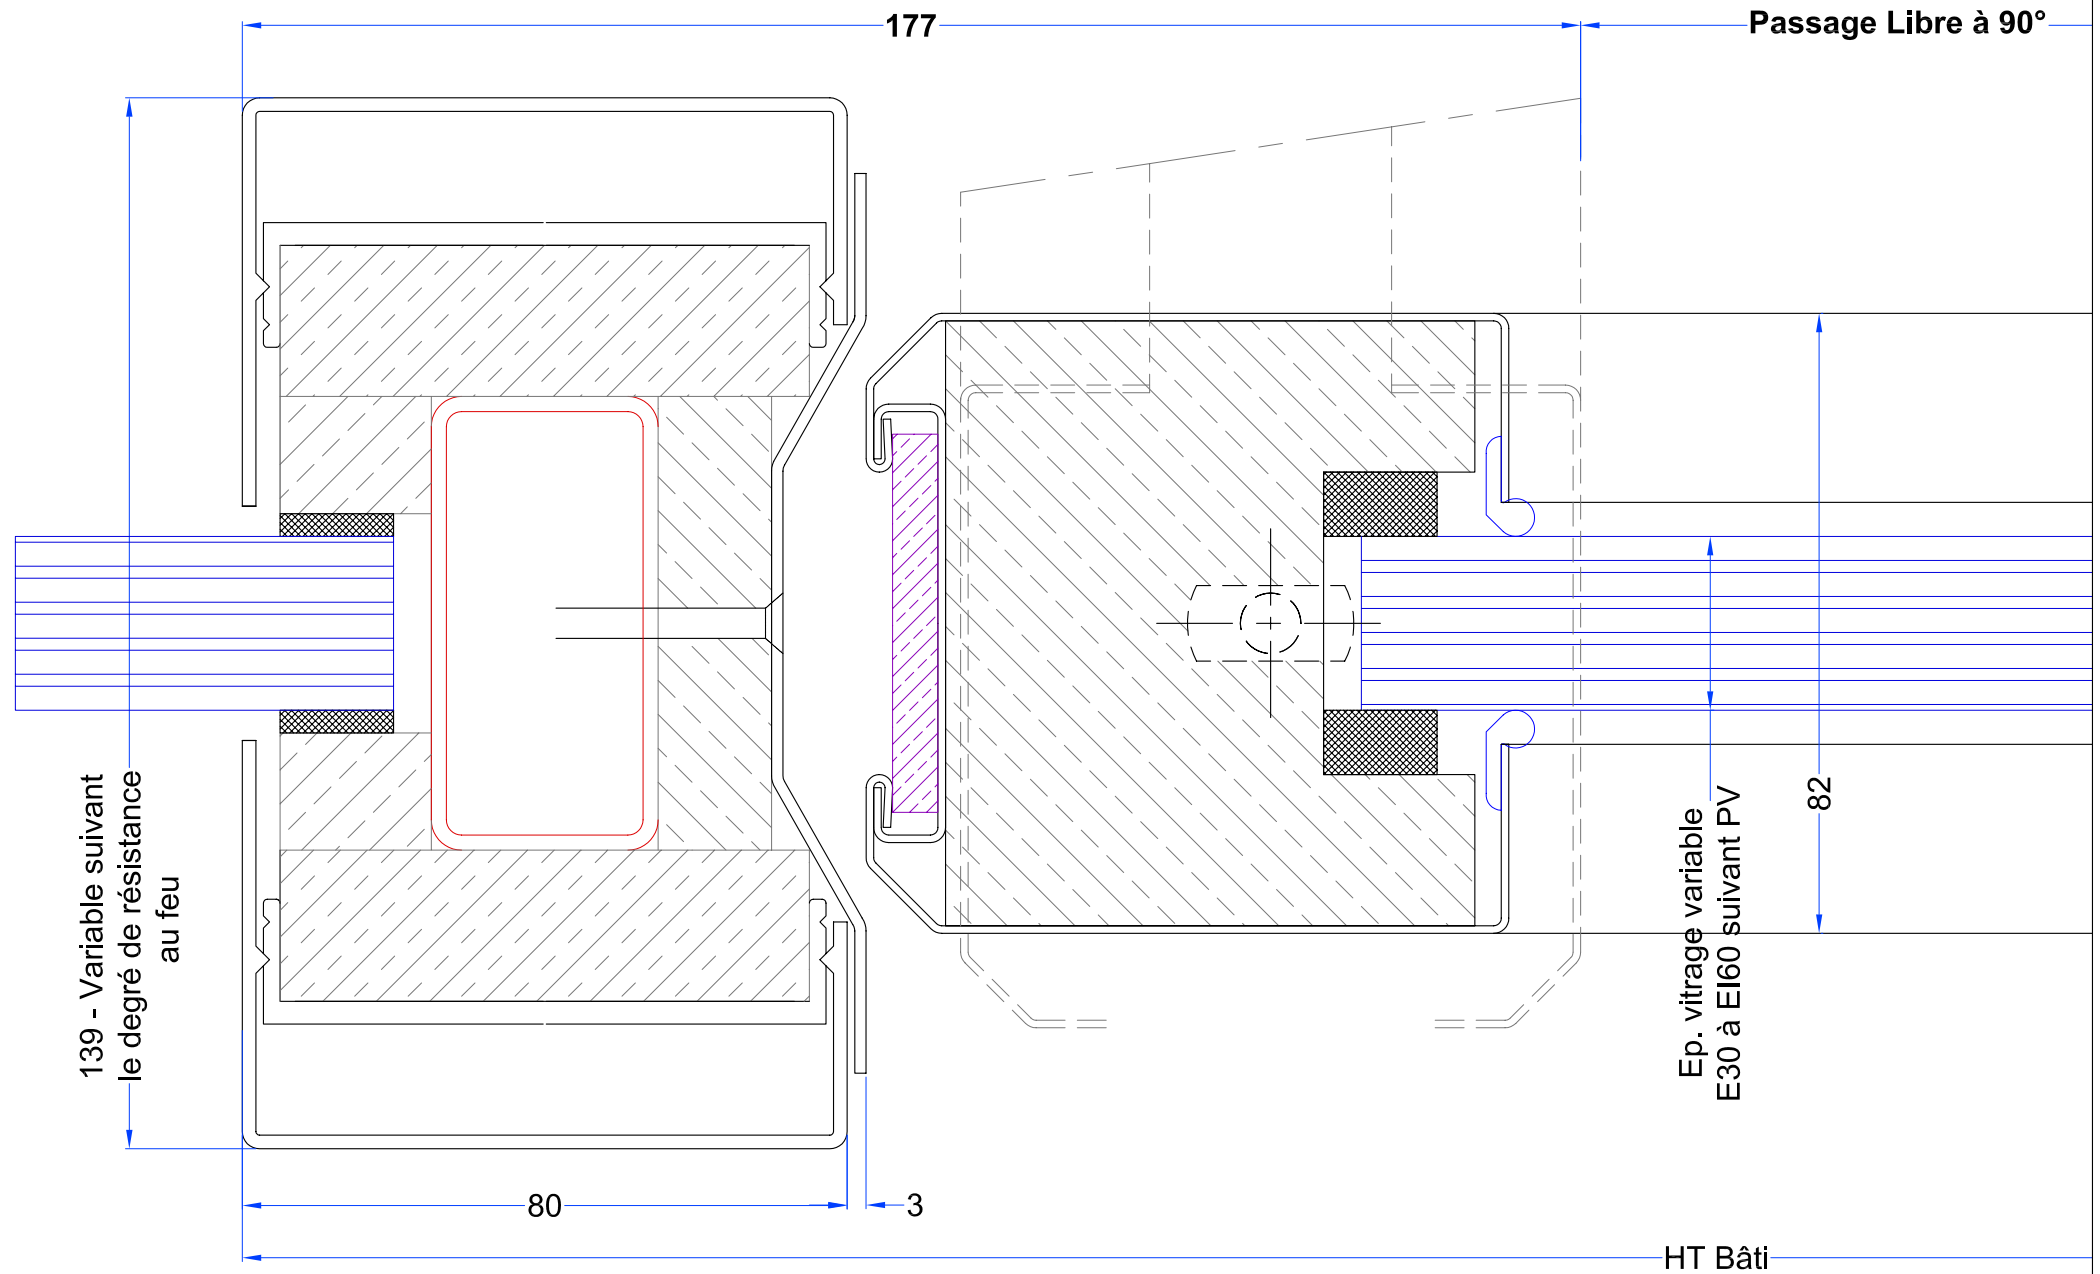 177
Passage Libre à 90°
139 - Variable suivant
le degré de résistance
au feu
82
Ep. vitrage variable
E30 à EI60 suivant PV
80
3
HT Bâti